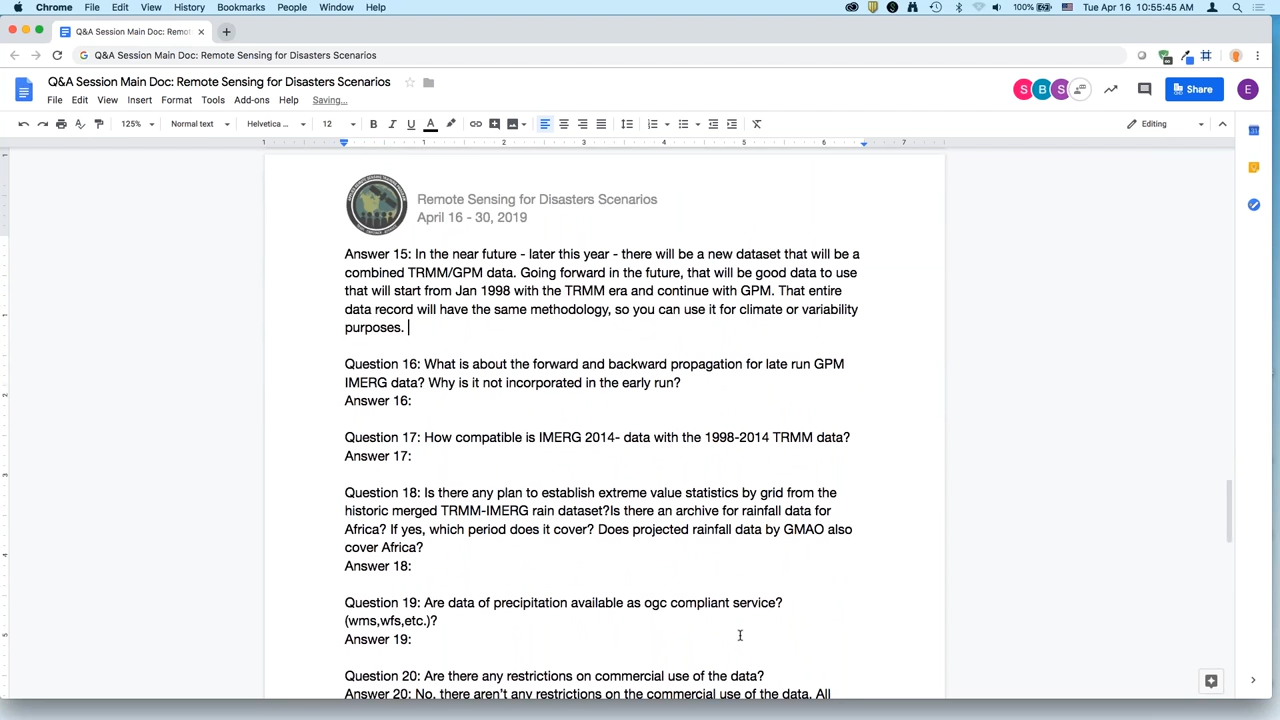 Chrome File Edit View History Bookmarks People Window Help 100% Tue Apr 16 10:55:45 AM
Q&A Session Main Doc: Remot
Q&A Session Main Doc: Remote Sensing for Disasters Scenarios
Q&A Session Main Doc: Remote Sensing for Disasters Scenarios
S B S Share E
File Edit View Insert Format Tools Add-ons Help Saving...
125% Normal text Helvetica ... 12 B I U A Editing
1 1 2 3 4 5 6 7
Remote Sensing for Disasters Scenarios
April 16 - 30, 2019
Answer 15: In the near future - later this year - there will be a new dataset that will be a
combined TRMM/GPM data. Going forward in the future, that will be good data to use
that will start from Jan 1998 with the TRMM era and continue with GPM. That entire
data record will have the same methodology, so you can use it for climate or variability
purposes.
Question 16: What is about the forward and backward propagation for late run GPM
IMERG data? Why is it not incorporated in the early run?
Answer 16:
Question 17: How compatible is IMERG 2014- data with the 1998-2014 TRMM data?
Answer 17:
Question 18: Is there any plan to establish extreme value statistics by grid from the
historic merged TRMM-IMERG rain dataset?Is there an archive for rainfall data for
Africa? If yes, which period does it cover? Does projected rainfall data by GMAO also
cover Africa?
Answer 18:
Question 19: Are data of precipitation available as ogc compliant service?
(wms,wfs,etc.)?
Answer 19:
Question 20: Are there any restrictions on commercial use of the data?
Answer 20: No, there aren't any restrictions on the commercial use of the data. All